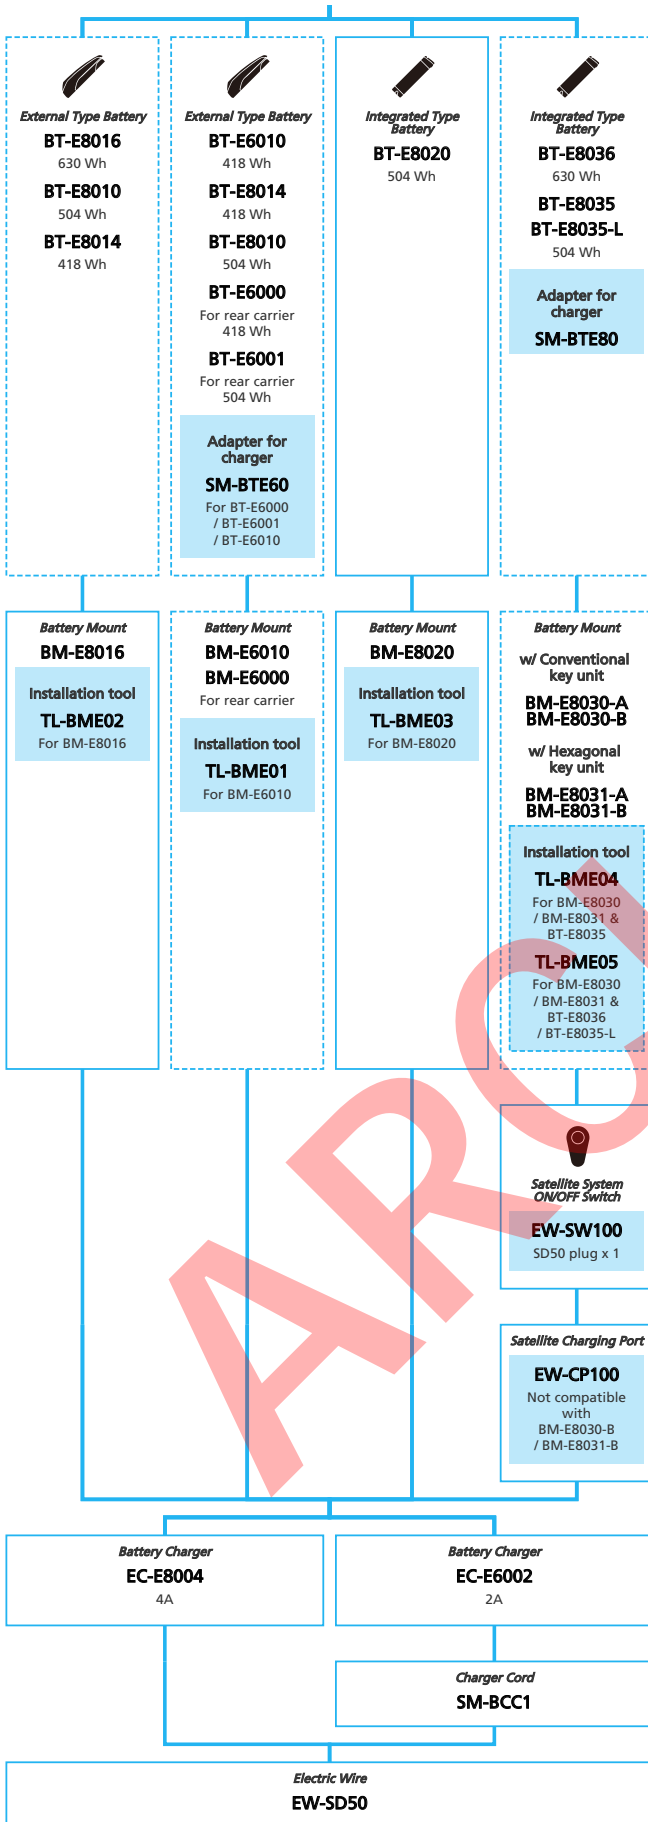 External Type Battery
BT-E8016
630 Wh
BT-E8010
504 Wh
BT-E8014
418 Wh
External Type Battery
BT-E6010
418 Wh
BT-E8014
418 Wh
BT-E8010
504 Wh
BT-E6000
For rear carrier
418 Wh
BT-E6001
For rear carrier
504 Wh
Adapter for
charger
SM-BTE60
For BT-E6000
/ BT-E6001
/ BT-E6010
Integrated Type
Battery
BT-E8020
504 Wh
Integrated Type
Battery
BT-E8036
630 Wh
BT-E8035
BT-E8035-L
504 Wh
Adapter for
charger
SM-BTE80
Battery Mount
BM-E8016
Installation tool
TL-BME02
For BM-E8016
Battery Mount
BM-E6010
BM-E6000
For rear carrier
Installation tool
TL-BME01
For BM-E6010
Battery Mount
BM-E8020
Installation tool
TL-BME03
For BM-E8020
Battery Mount
w/ Conventional
key unit
BM-E8030-A
BM-E8030-B
w/ Hexagonal
key unit
BM-E8031-A
BM-E8031-B
Installation tool
TL-BME04
For BM-E8030
/ BM-E8031 &
BT-E8035
TL-BME05
For BM-E8030
/ BM-E8031 &
BT-E8036
/ BT-E8035-L
Satellite System
ON/OFF Switch
EW-SW100
SD50 plug x 1
Satellite Charging Port
EW-CP100
Not compatible
with
BM-E8030-B
/ BM-E8031-B
Battery Charger
EC-E8004
4A
Battery Charger
EC-E6002
2A
Charger Cord
SM-BCC1
Electric Wire
EW-SD50
ARC